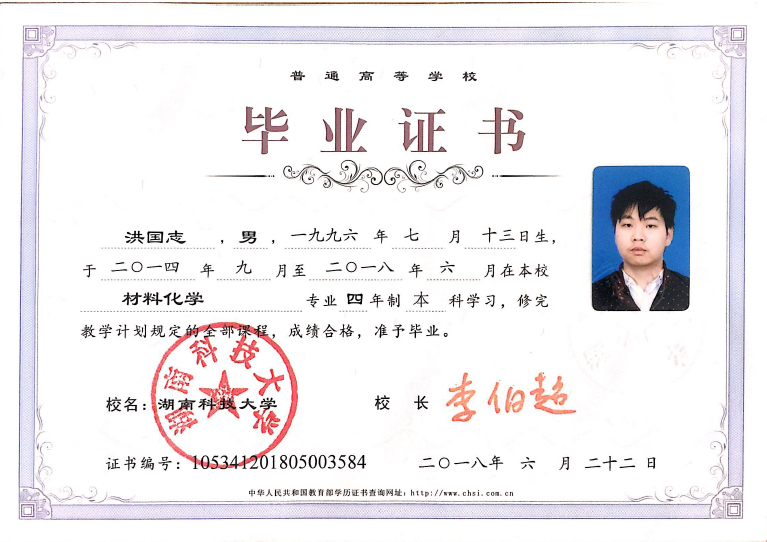 普通高等学校
毕业证书
洪国志，男，一九九六年七月十三日生，
于二〇一四年九月至二〇一八年六月在本校
材料化学专业四年制本科学习，修完
教学计划规定的全部课程，成绩合格，准予毕业。
湖南科技大学
校名：湖南科技大学 校长 李伯超
证书编号：105341201805003584 二〇一八年六月二十二日
中华人民共和国教育部学历证书查询网址：http://www.chsi.com.cn